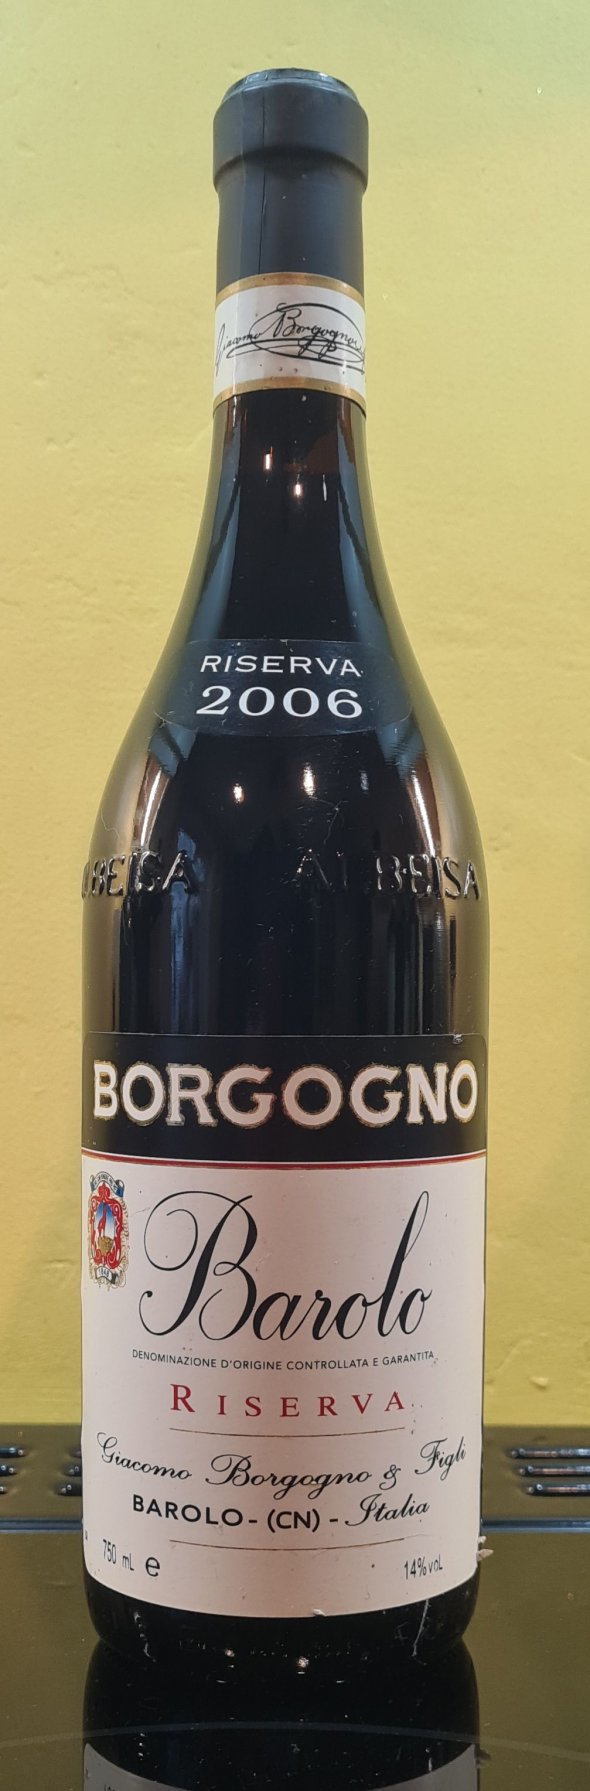 Giacomo Borgogno
RISERVA
2006
ALBEISA
BORGOGNO
Barolo
DENOMINAZIONE D'ORIGINE CONTROLLATA E GARANTITA
RISERVA
Giacomo Borgogno & Figli
BAROLO - (CN) - Italia
750 mL e
14% vol